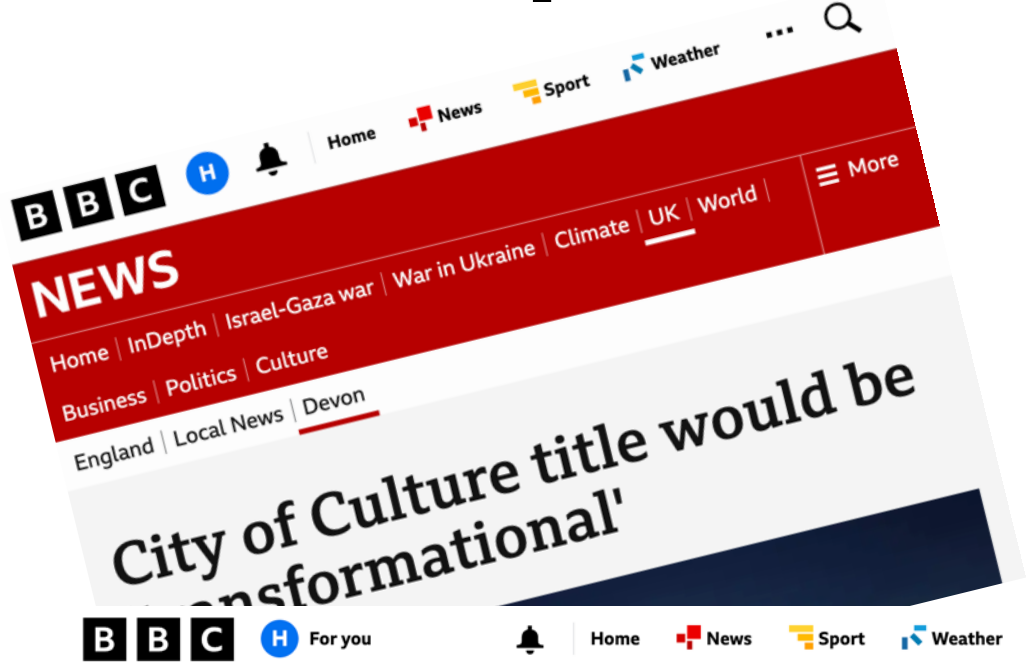 BBC H Home News Sport Weather ...
NEWS
Home InDepth Israel-Gaza war War in Ukraine Climate UK World More
Business Politics Culture
England Local News Devon
City of Culture title would be
ansformational'
BBC H For you Home News Sport Weather